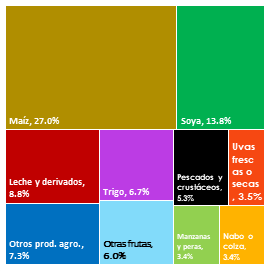 Maíz, 27.0%
Soya, 13.8%
Leche y derivados,
8.8%
Trigo, 6.7%
Pescados y
crustáceos,
5.3%
Uvas
fresc
as o
secas
, 3.5%
Otros prod. agro.,
7.3%
Otras frutas,
6.0%
Manzanas
y peras,
3.4%
Nabo o
colza,
3.4%